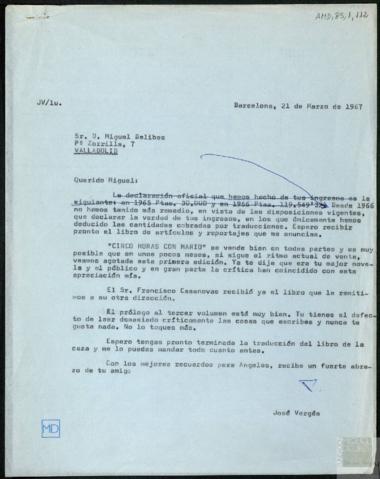 AMD, 85, 1, 112
JV/lu.
Barcelona, 21 de Marzo de 1967
Sr. D. Miguel Delibes
Pº Zorrilla, 7
VALLADOLID
Querido Miguel:
La declaración oficial que hemos hecho de tus ingresos es la
siguiente: en 1965 Ptas. 30,000 y en 1966 Ptas. 119,549 Desde 1966
no hemos tenido más remedio, en vista de las disposiciones vigentes,
que declarar la verdad de tus ingresos, en los que únicamente hemos
deducido las cantidades cobradas por traducciones. Espero recibir
pronto el libro de artículos y reportajes que me anuncias.
"CINCO HORAS CON MARIO" se vende bien en todas partes y es muy
posible que en unos pocos meses, si sigue el ritmo actual de venta,
veamos agotada esta primera edición. Ya te dije que era tu mejor nove-
la y el público y en gran parte la crítica han coincidido con esta
apreciación mía.
El Sr. Francisco Casanovas recibió ya el libro que le remiti-
mos a su otra dirección.
El prólogo al tercer volumen está muy bien. Tu tienes el defec-
to de leer demasiado críticamente las cosas que escribes y nunca te
gusta nada. No lo toques más.
Espero tengas pronto terminada la traducción del libro de la
caza y me lo puedas mandar todo cuanto antes.
Con los mejores recuerdos para Angeles, recibe un fuerte abra-
zo de tu amigo
José Vergés
MD